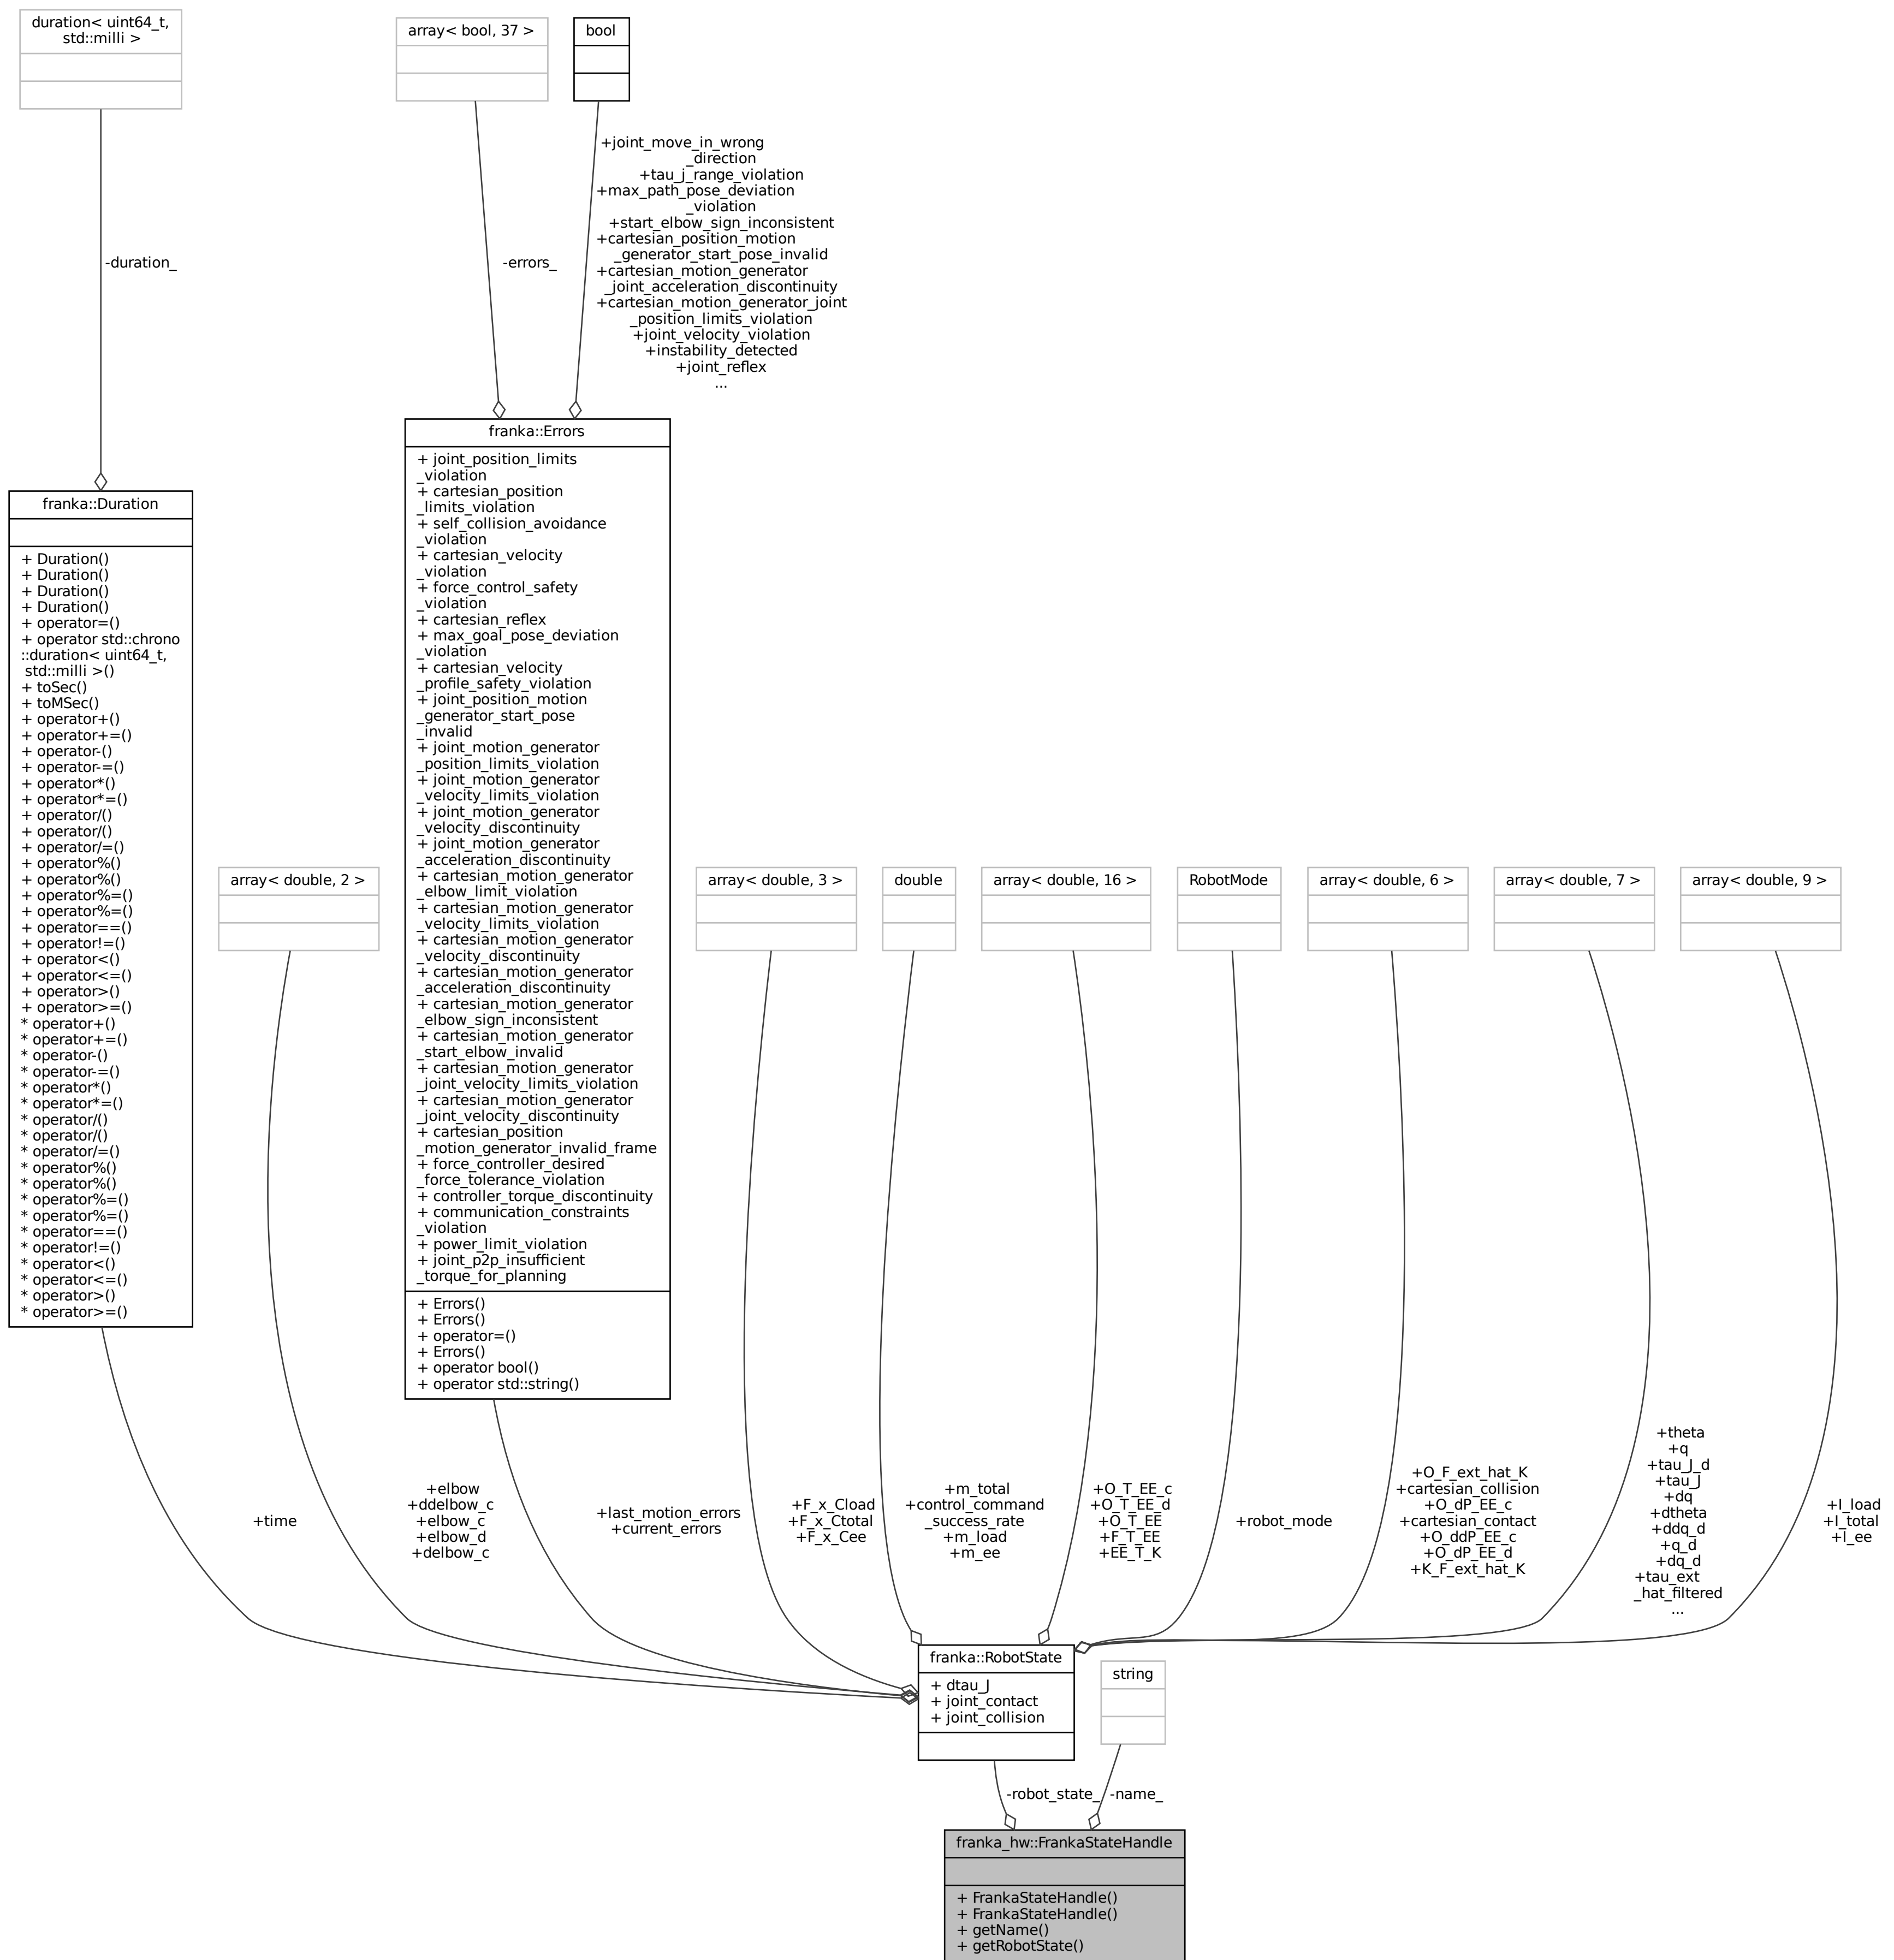 duration< uint64_t,
std::milli >
array< bool, 37 >
bool
+joint_move_in_wrong
_direction
+tau_j_range_violation
+max_path_pose_deviation
_violation
+start_elbow_sign_inconsistent
+cartesian_position_motion
_generator_start_pose_invalid
+cartesian_motion_generator
_joint_acceleration_discontinuity
+cartesian_motion_generator_joint
_position_limits_violation
+joint_velocity_violation
+instability_detected
+joint_reflex
...
-duration_
-errors_
franka::Errors
+ joint_position_limits
_violation
+ cartesian_position
_limits_violation
+ self_collision_avoidance
_violation
+ cartesian_velocity
_violation
+ force_control_safety
_violation
+ cartesian_reflex
+ max_goal_pose_deviation
_violation
+ cartesian_velocity
_profile_safety_violation
+ joint_position_motion
_generator_start_pose
_invalid
+ joint_motion_generator
_position_limits_violation
+ joint_motion_generator
_velocity_limits_violation
+ joint_motion_generator
_velocity_discontinuity
+ joint_motion_generator
_acceleration_discontinuity
+ cartesian_motion_generator
_elbow_limit_violation
+ cartesian_motion_generator
_velocity_limits_violation
+ cartesian_motion_generator
_velocity_discontinuity
+ cartesian_motion_generator
_acceleration_discontinuity
+ cartesian_motion_generator
_elbow_sign_inconsistent
+ cartesian_motion_generator
_start_elbow_invalid
+ cartesian_motion_generator
_joint_velocity_limits_violation
+ cartesian_motion_generator
_joint_velocity_discontinuity
+ cartesian_position
_motion_generator_invalid_frame
+ force_controller_desired
_force_tolerance_violation
+ controller_torque_discontinuity
+ communication_constraints
_violation
+ power_limit_violation
+ joint_p2p_insufficient
_torque_for_planning
+ Errors()
+ Errors()
+ operator=()
+ Errors()
+ operator bool()
+ operator std::string()
franka::Duration
+ Duration()
+ Duration()
+ Duration()
+ Duration()
+ operator=()
+ operator std::chrono
::duration< uint64_t,
std::milli >()
+ toSec()
+ toMSec()
+ operator+()
+ operator+=()
+ operator-()
+ operator-=()
+ operator*()
+ operator*=()
+ operator/()
+ operator/()
+ operator/=()
+ operator%()
+ operator%()
+ operator%=()
+ operator%=()
+ operator==()
+ operator!=()
+ operator<()
+ operator<=()
+ operator>()
+ operator>=()
* operator+()
* operator+=()
* operator-()
* operator-=()
* operator*()
* operator*=()
* operator/()
* operator/()
* operator/=()
* operator%()
* operator%()
* operator%=()
* operator%=()
* operator==()
* operator!=()
* operator<()
* operator<=()
* operator>()
* operator>=()
array< double, 2 >
array< double, 3 >
double
array< double, 16 >
RobotMode
array< double, 6 >
array< double, 7 >
array< double, 9 >
+time
+elbow
+ddelbow_c
+elbow_c
+elbow_d
+delbow_c
+last_motion_errors
+current_errors
+F_x_Cload
+F_x_Ctotal
+F_x_Cee
+m_total
+control_command
_success_rate
+m_load
+m_ee
+O_T_EE_c
+O_T_EE_d
+O_T_EE
+F_T_EE
+EE_T_K
+robot_mode
+O_F_ext_hat_K
+cartesian_collision
+O_dP_EE_c
+cartesian_contact
+O_ddP_EE_c
+O_dP_EE_d
+K_F_ext_hat_K
+theta
+q
+tau_J_d
+tau_J
+dq
+dtheta
+ddq_d
+q_d
+dq_d
+tau_ext
_hat_filtered
...
+I_load
+I_total
+I_ee
franka::RobotState
+ dtau_J
+ joint_contact
+ joint_collision
string
-robot_state_
-name_
franka_hw::FrankaStateHandle
+ FrankaStateHandle()
+ FrankaStateHandle()
+ getName()
+ getRobotState()